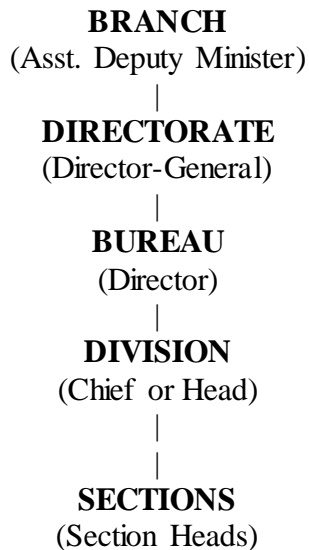 BRANCH
(Asst. Deputy Minister)
|
DIRECTORATE
(Director-General)
|
BUREAU
(Director)
|
DIVISION
(Chief or Head)
|
|
SECTIONS
(Section Heads)